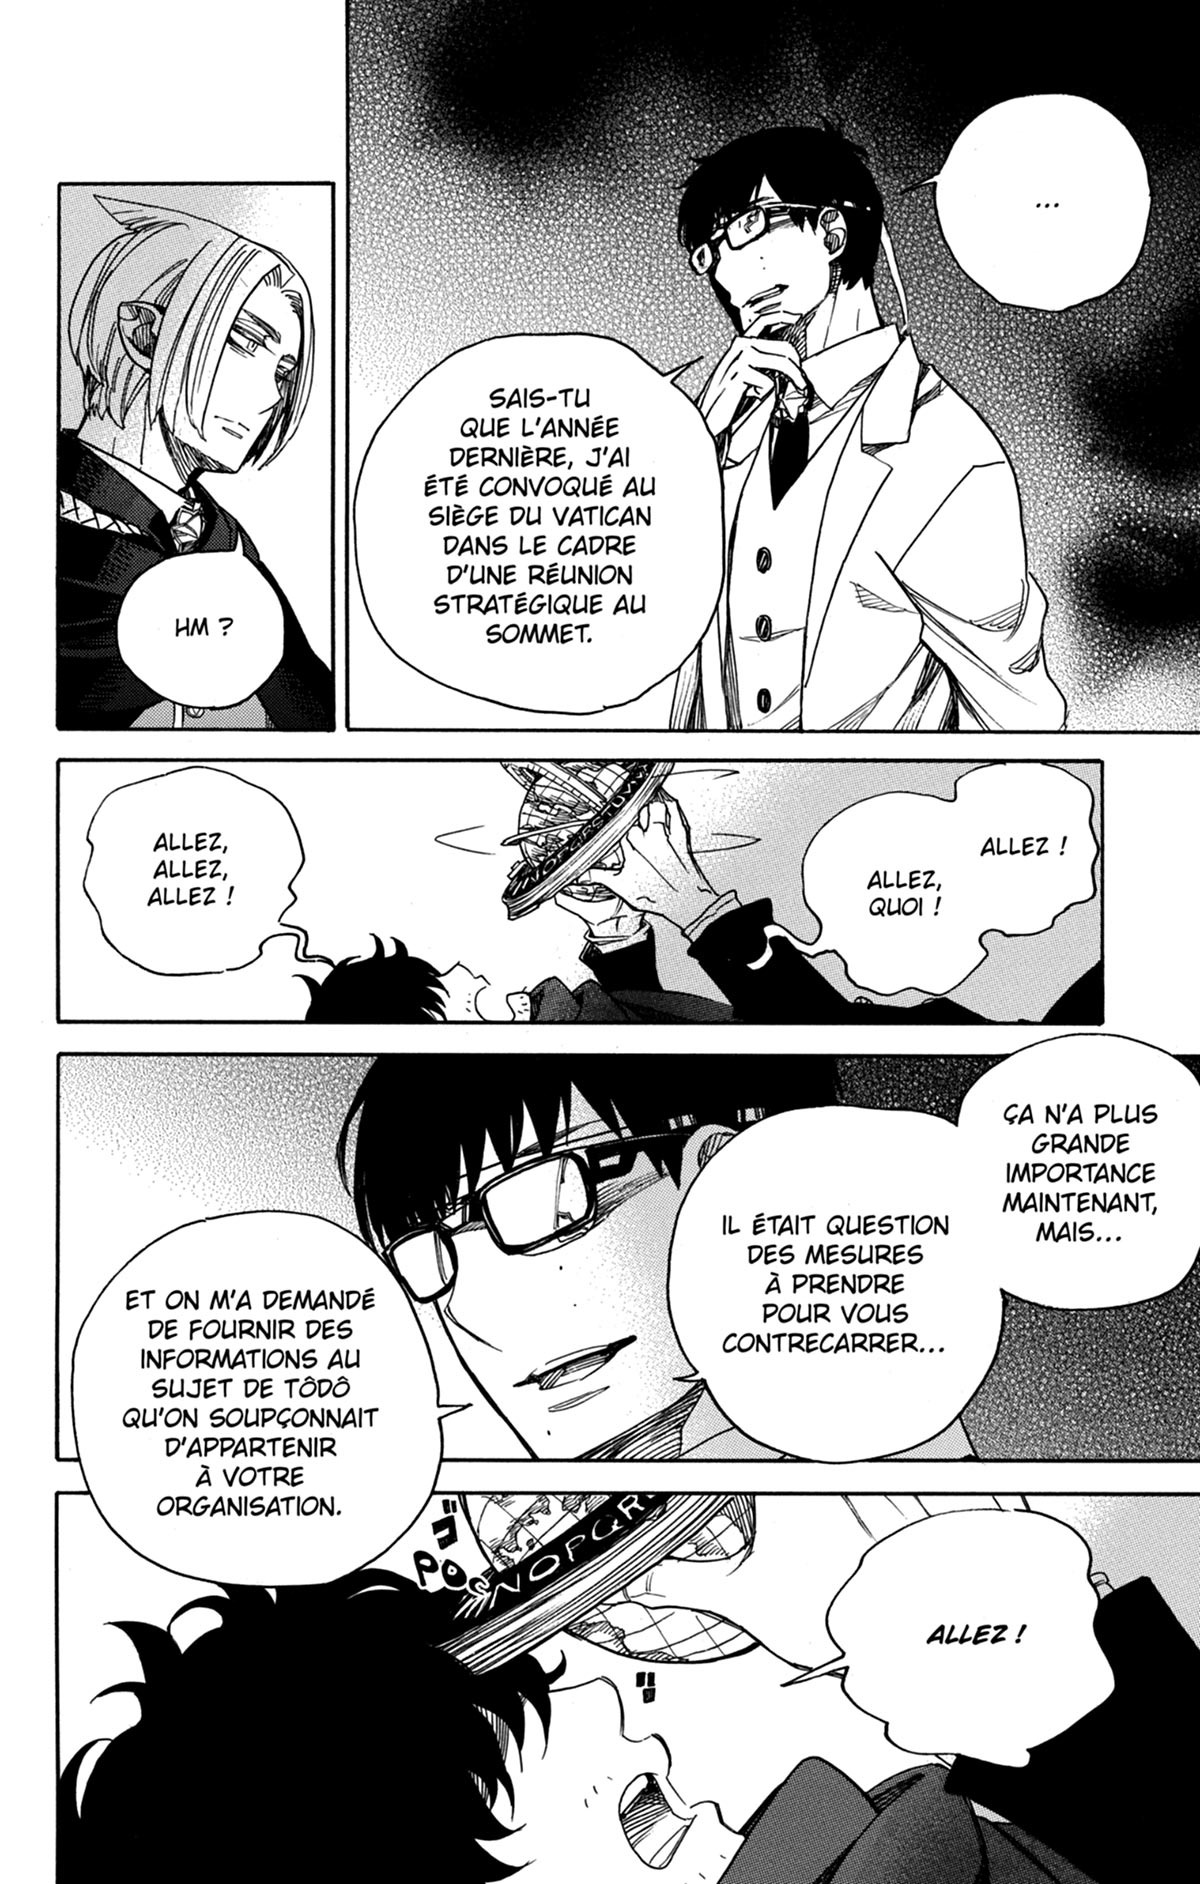 ...
SAIS-TU
QUE L'ANNÉE
DERNIÈRE, J'AI
ÉTÉ CONVOQUÉ AU
SIÈGE DU VATICAN
DANS LE CADRE
D'UNE RÉUNION
STRATÉGIQUE AU
SOMMET.
HM ?
ALLEZ !
ALLEZ,
QUOI !
ALLEZ,
ALLEZ,
ALLEZ !
ÇA N'A PLUS
GRANDE
IMPORTANCE
MAINTENANT,
MAIS...
IL ÉTAIT QUESTION
DES MESURES
À PRENDRE
POUR VOUS
CONTRECARRER...
ET ON M'A DEMANDÉ
DE FOURNIR DES
INFORMATIONS AU
SUJET DE TÔDÔ
QU'ON SOUPÇONNAIT
D'APPARTENIR
À VOTRE
ORGANISATION.
ゴ
POC
NOPQR
ALLEZ !